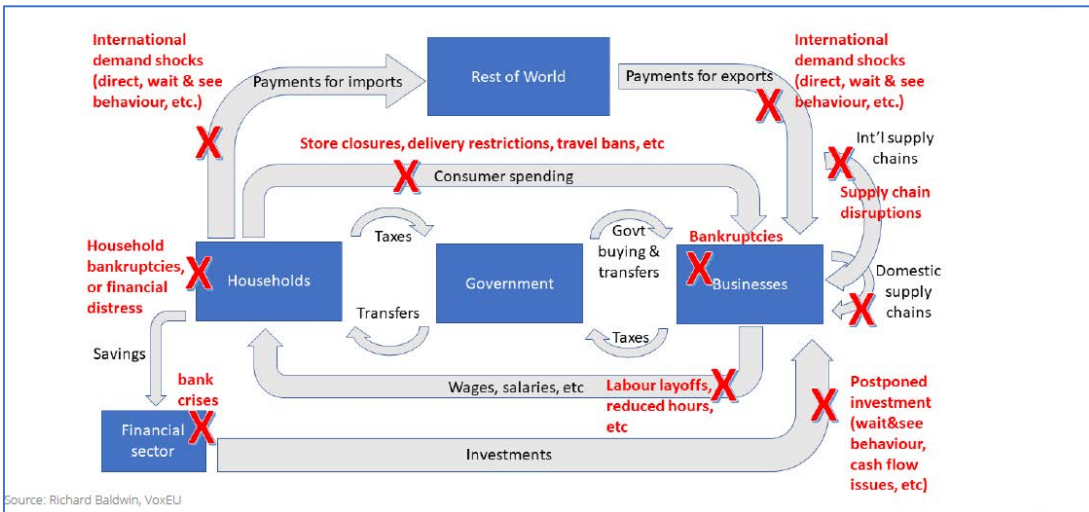 International
demand shocks
(direct, wait & see
behaviour, etc.)
Payments for imports
Rest of World
Payments for exports
International
demand shocks
(direct, wait & see
behaviour, etc.)
Store closures, delivery restrictions, travel bans, etc
Consumer spending
Int'l supply
chains
Supply chain
disruptions
Household
bankruptcies,
or financial
distress
Households
Taxes
Transfers
Government
Govt
buying &
transfers
Taxes
Bankruptcies
Businesses
Domestic
supply
chains
Savings
Wages, salaries, etc
Labour layoffs,
reduced hours,
etc
bank
crises
Financial
sector
Investments
Postponed
investment
(wait&see
behaviour,
cash flow
issues, etc)
Source: Richard Baldwin, VoxEU